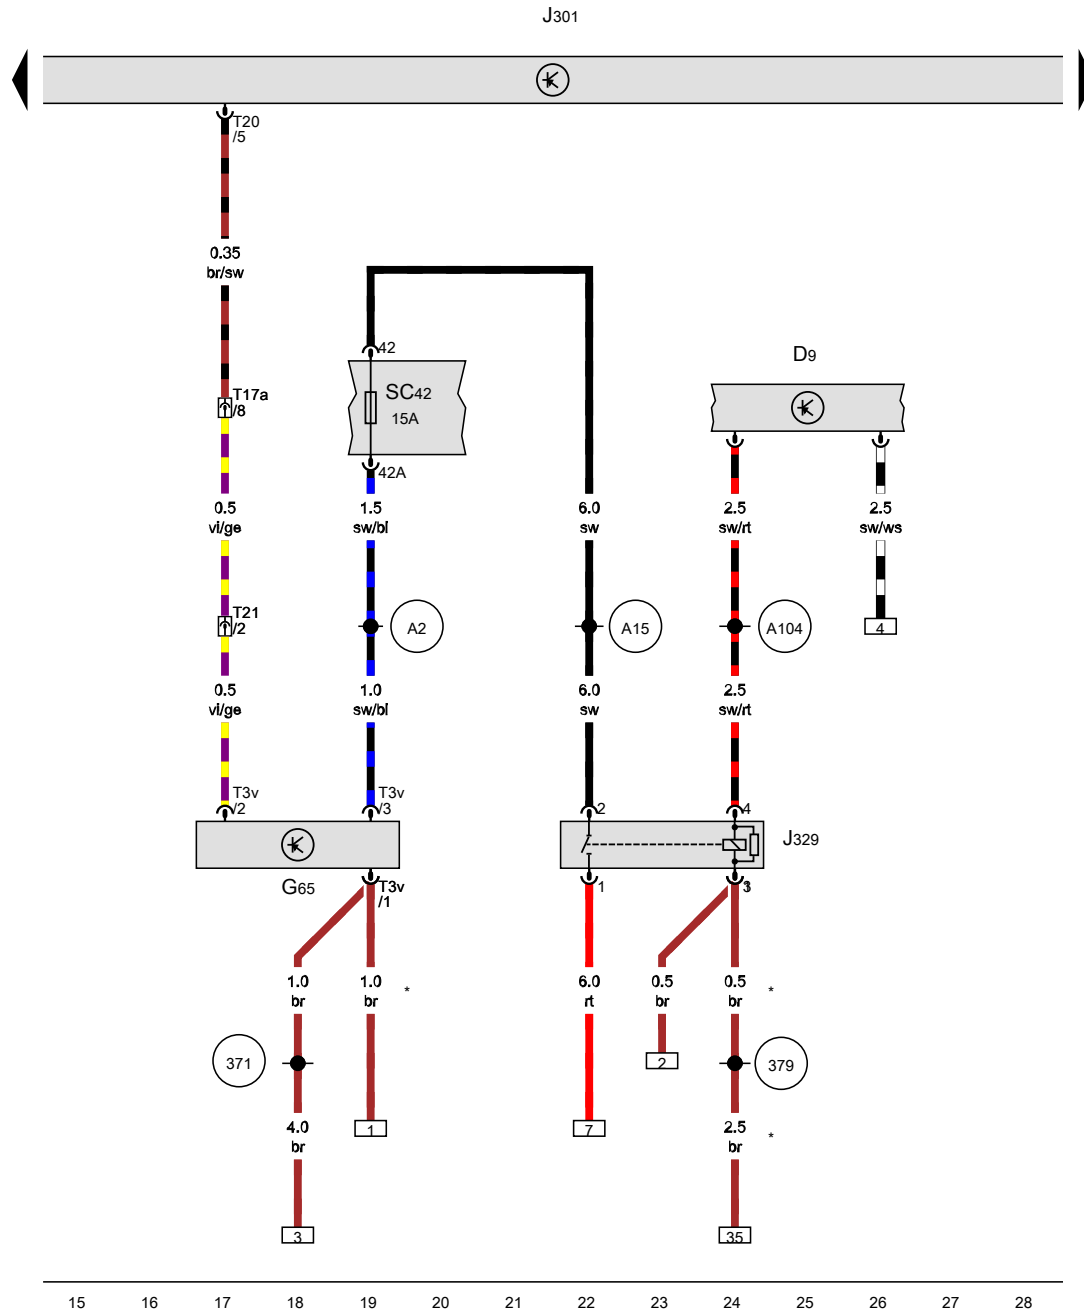 J301
T20
/5
0.35
br/sw
42
D9
SC42
15A
T17a
/8
42A
0.5
vi/ge
1.5
sw/bl
6.0
sw
2.5
sw/rt
2.5
sw/ws
T21
/2
A2
A15
A104
4
0.5
vi/ge
1.0
sw/bl
6.0
sw
2.5
sw/rt
T3v
/2
T3v
/3
2
4
J329
G65
T3v
/1
1
3
1.0
br
1.0
br
*
6.0
rt
0.5
br
0.5
br
*
371
2
379
4.0
br
1
7
2.5
br
*
3
35
15 16 17 18 19 20 21 22 23 24 25 26 27 28